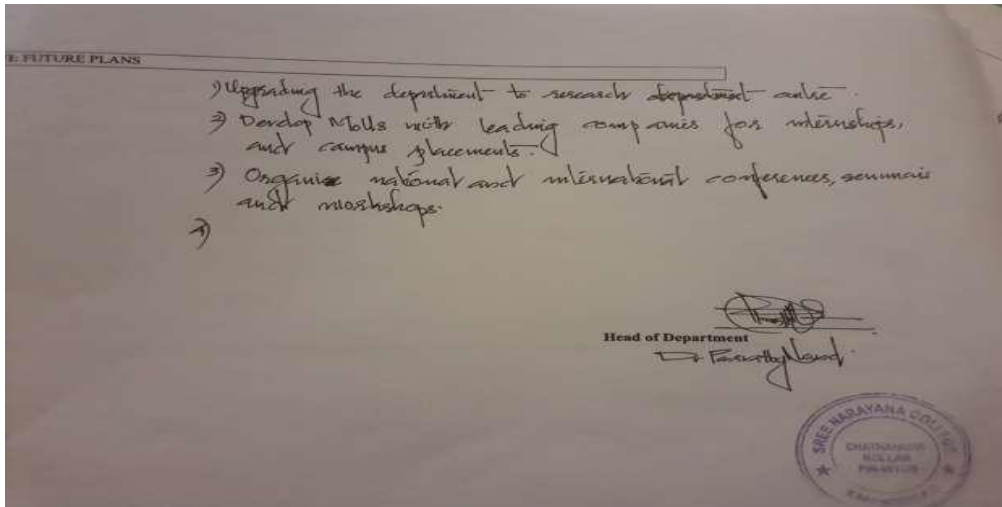 E: FUTURE PLANS
1) Upgrading the department to research department centre.
2) Develop MoUs with leading companies for internships,
and campus placements.
3) Organise national and international conferences, seminars
and workshops.
4)
Head of Department
Dr
SREE NARAYANA COLLEGE
CHATHANNOOR
KOLLAM